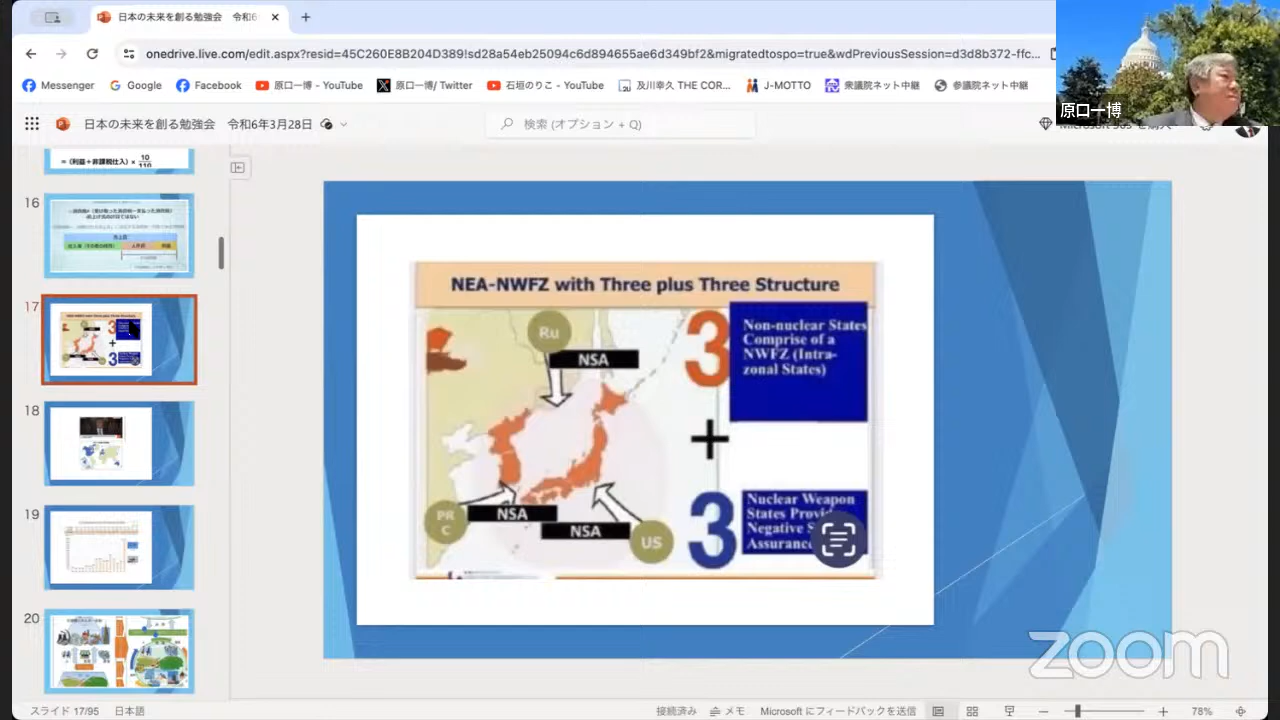 日本の未来を創る勉強会 令和6
onedrive.live.com/edit.aspx?resid=45C260E8B204D389!sd28a54eb25094c6d894655ae6d349bf2&migratedtospo=true&wdPreviousSession=d3d8b372-ffc...
Messenger
Google
Facebook
原口一博 - YouTube
原口一博/ Twitter
石垣のりこ - YouTube
及川幸久 THE COR...
J-MOTTO
衆議院ネット中継
参議院ネット中継
原口一博
日本の未来を創る勉強会 令和6年3月28日
検索 (オプション + Q)
16
17
18
19
20
NEA-NWFZ with Three plus Three Structure
Ru
NSA
3
Non-nuclear States
Comprise of a
NWFZ (Intra-
zonal States)
+
PR
C
NSA
NSA
US
3
Nuclear Weapon
States Provi
Negative S
Assuranc
zoom
スライド 17/95
日本語
接続済み
メモ
Microsoft にフィードバックを送信
78%